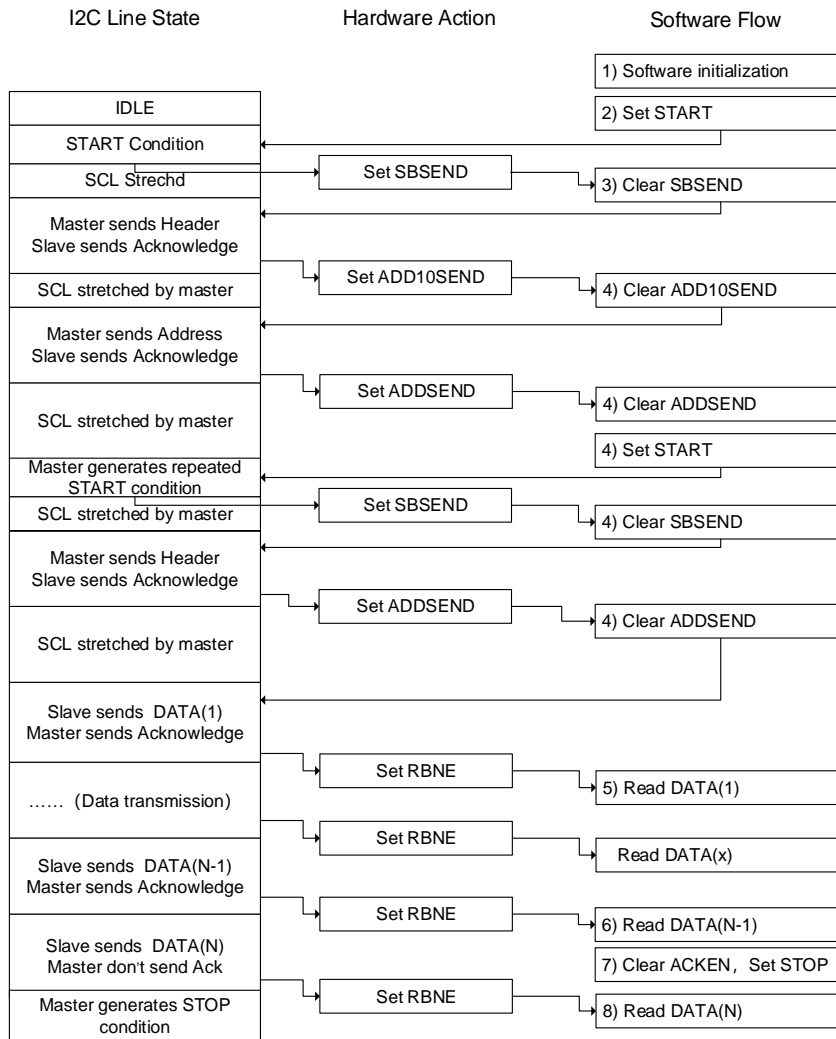 I2C Line State
Hardware Action
Software Flow
1) Software initialization
IDLE
2) Set START
START Condition
SCL Strechd
Set SBSEND
3) Clear SBSEND
Master sends Header
Slave sends Acknowledge
SCL stretched by master
Set ADD10SEND
4) Clear ADD10SEND
Master sends Address
Slave sends Acknowledge
SCL stretched by master
Set ADDSEND
4) Clear ADDSEND
4) Set START
Master generates repeated
START condition
SCL stretched by master
Set SBSEND
4) Clear SBSEND
Master sends Header
Slave sends Acknowledge
SCL stretched by master
Set ADDSEND
4) Clear ADDSEND
Slave sends DATA(1)
Master sends Acknowledge
Set RBNE
5) Read DATA(1)
…… (Data transmission)
Set RBNE
Read DATA(x)
Slave sends DATA(N-1)
Master sends Acknowledge
Set RBNE
6) Read DATA(N-1)
Slave sends DATA(N)
Master don't send Ack
7) Clear ACKEN, Set STOP
Set RBNE
8) Read DATA(N)
Master generates STOP
condition